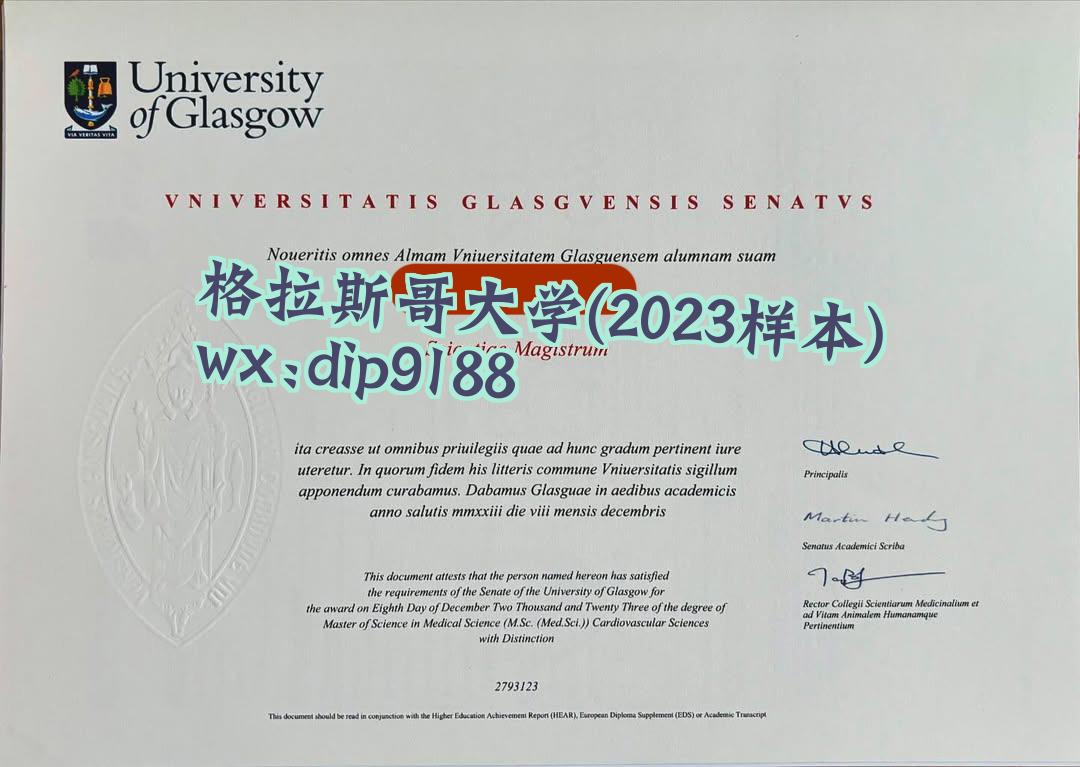 University
of Glasgow
VIA VERITAS VITA
VNIVERSITATIS GLASGVENSIS SENATVS
Noueritis omnes Almam Vniuersitatem Glasguensem alumnam suam
格拉斯哥大学(2023样本)
Magistrum
wx:dip9188
ita creasse ut omnibus priuilegiis quae ad hunc gradum pertinent iure
uteretur. In quorum fidem his litteris commune Vniuersitatis sigillum
apponendum curabamus. Dabamus Glasguae in aedibus academicis
anno salutis mmxxiii die viii mensis decembris
Principalis
Martin Hendry
Senatus Academici Scriba
Rector Collegii Scientiarum Medicinalium et
ad Vitam Animalem Humanamque
Pertinentium
This document attests that the person named hereon has satisfied
the requirements of the Senate of the University of Glasgow for
the award on Eighth Day of December Two Thousand and Twenty Three of the degree of
Master of Science in Medical Science (M.Sc. (Med.Sci.)) Cardiovascular Sciences
with Distinction
2793123
This document should be read in conjunction with the Higher Education Achievement Report (HEAR), European Diploma Supplement (EDS) or Academic Transcript